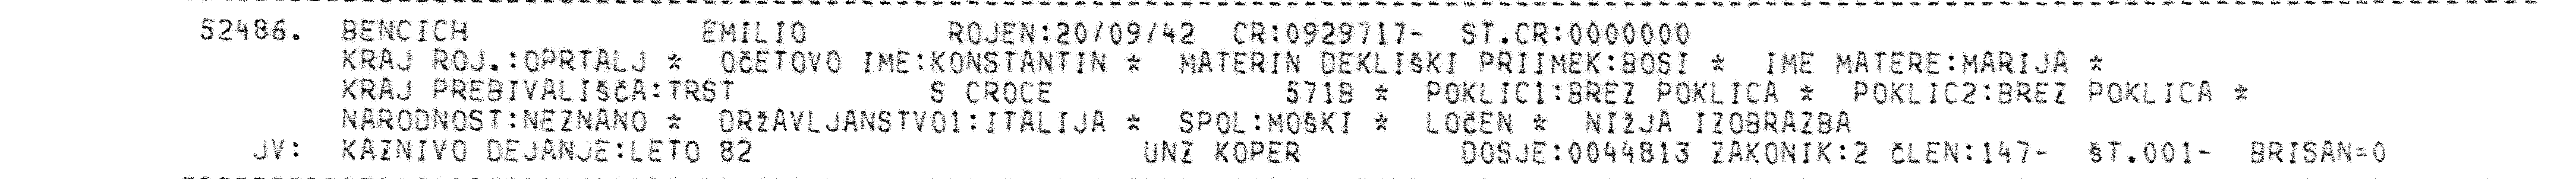 52486. BENCICH EMILIO ROJEN:20/09/42 CR:0929717- ST.CR:0000000
KRAJ ROJ.:OPRTALJ * OČETOVO IME:KONSTANTIN * MATERIN DEKLIŠKI PRIIMEK:BOSI * IME MATERE:MARIJA *
KRAJ PREBIVALIŠČA:TRST S CROCE 571B * POKLIC1:BREZ POKLICA * POKLIC2:BREZ POKLICA *
NARODNOST:NEZNANO * DRŽAVLJANSTVO1:ITALIJA * SPOL:MOŠKI * LOČEN * NIŽJA IZOBRAZBA
JV: KAZNIVO DEJANJE:LETO 82 UNZ KOPER DOSJE:0044813 ZAKONIK:2 ČLEN:147- ŠT.001- BRISAN=0